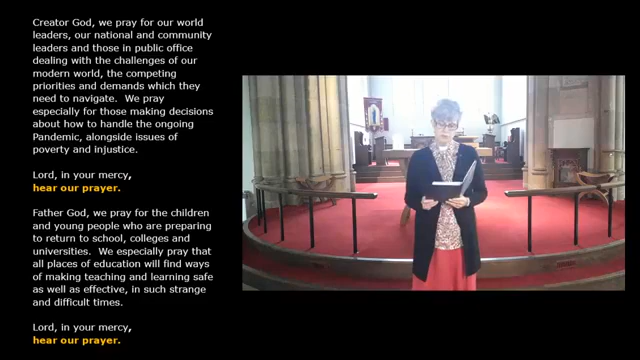 Creator God, we pray for our world
leaders, our national and community
leaders and those in public office
dealing with the challenges of our
modern world, the competing
priorities and demands which they
need to navigate.  We pray
especially for those making decisions
about how to handle the ongoing
Pandemic, alongside issues of
poverty and injustice.
Lord, in your mercy,
hear our prayer.
Father God, we pray for the children
and young people who are preparing
to return to school, colleges and
universities.  We especially pray that
all places of education will find ways
of making teaching and learning safe
as well as effective, in such strange
and difficult times.
Lord, in your mercy,
hear our prayer.